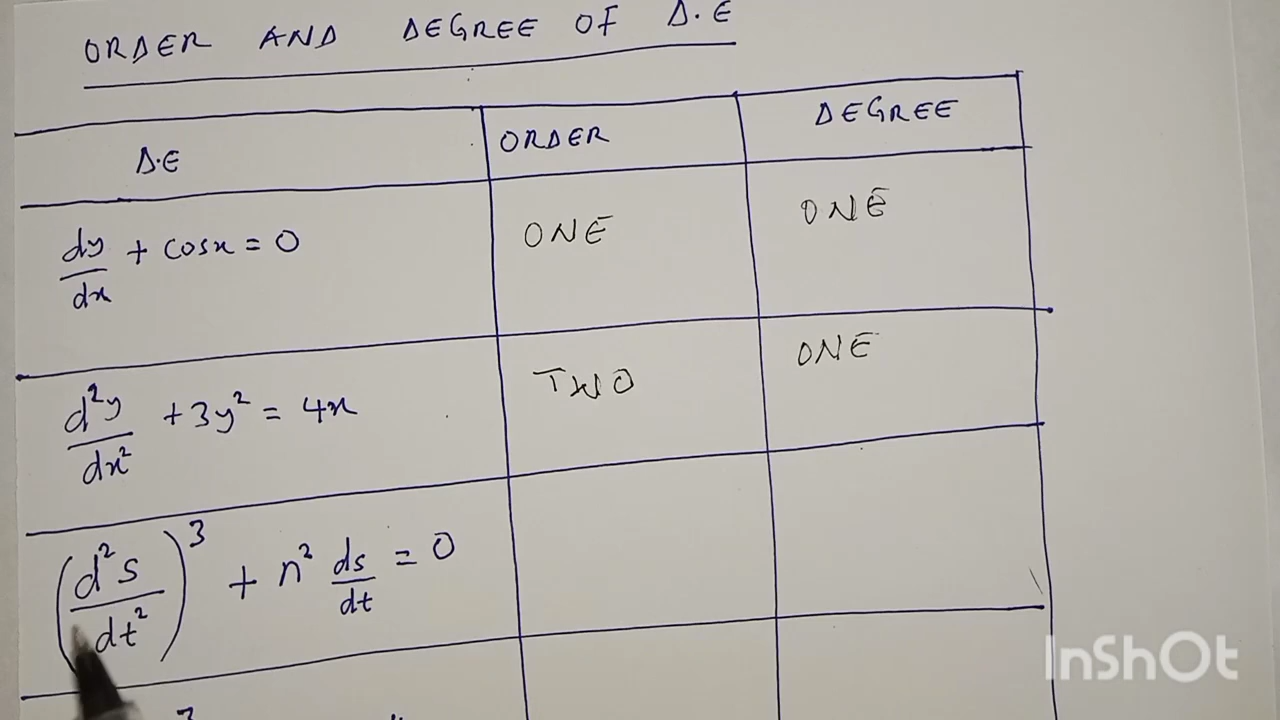 ORDER AND DEGREE OF D.E
D.E ORDER DEGREE
dy/dx + cosx = 0 ONE ONE
d²y/dx² + 3y² = 4x TWO ONE
(d²s/dt²)³ + n² ds/dt = 0
InShOt